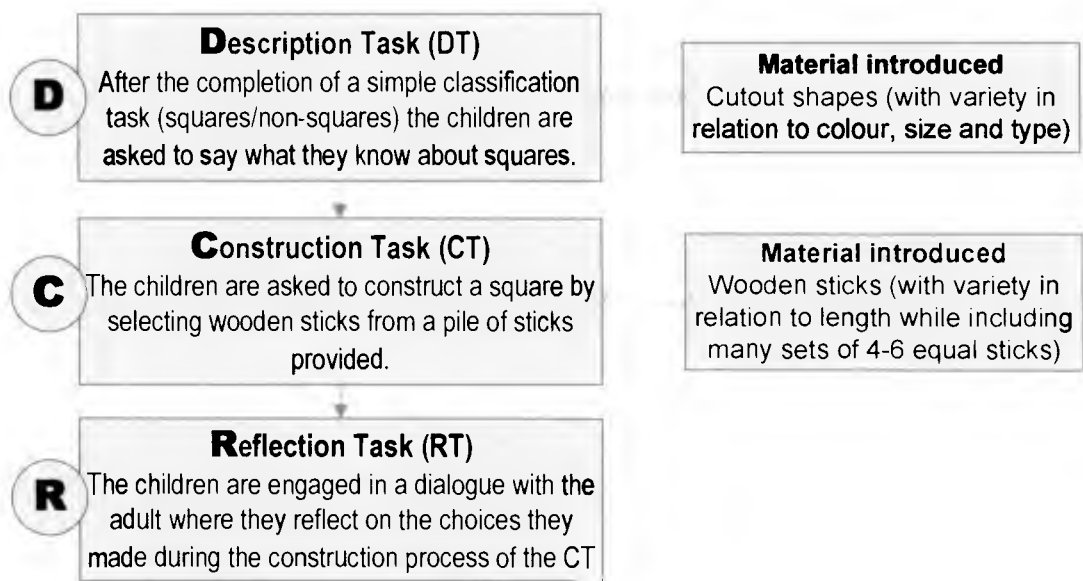 Description Task (DT)
D
After the completion of a simple classification
task (squares/non-squares) the children are
asked to say what they know about squares.
Material introduced
Cutout shapes (with variety in
relation to colour, size and type)
Construction Task (CT)
C
The children are asked to construct a square by
selecting wooden sticks from a pile of sticks
provided.
Material introduced
Wooden sticks (with variety in
relation to length while including
many sets of 4-6 equal sticks)
Reflection Task (RT)
R
The children are engaged in a dialogue with the
adult where they reflect on the choices they
made during the construction process of the CT